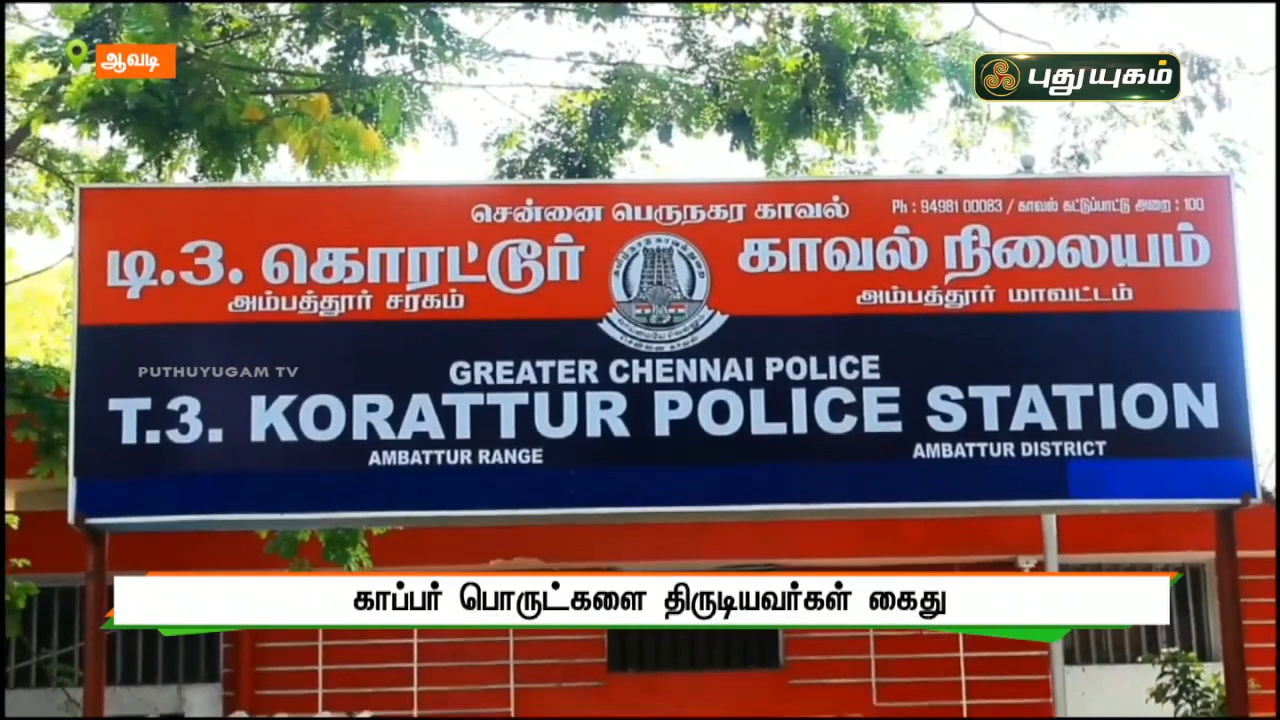 ஆவடி
புதுயுகம்
சென்னை பெருநகர காவல்
Ph : 94981 00083 / காவல் கட்டுப்பாட்டு அறை : 100
டி.3. கொரட்டூர் காவல் நிலையம்
அம்பத்தூர் சரகம் அம்பத்தூர் மாவட்டம்
PUTHUYUGAM TV
GREATER CHENNAI POLICE
T.3. KORATTUR POLICE STATION
AMBATTUR RANGE AMBATTUR DISTRICT
காப்பர் பொருட்களை திருடியவர்கள் கைது